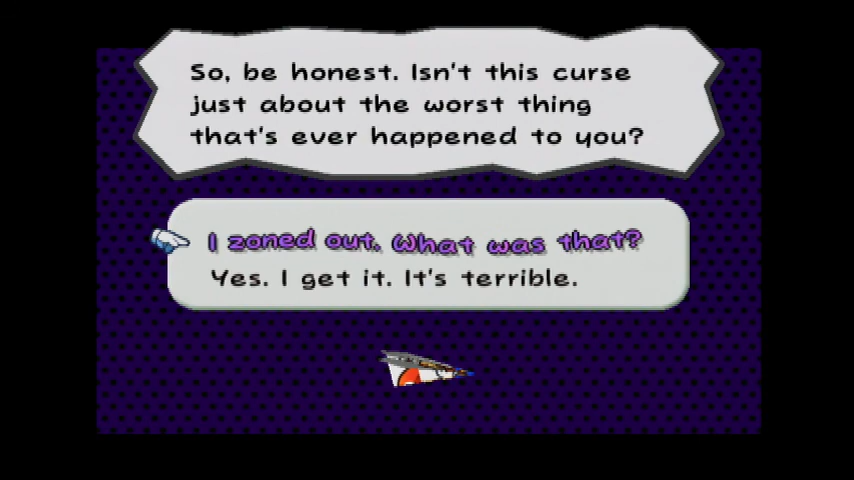 So, be honest. Isn't this curse
just about the worst thing
that's ever happened to you?
I zoned out. What was that?
Yes. I get it. It's terrible.